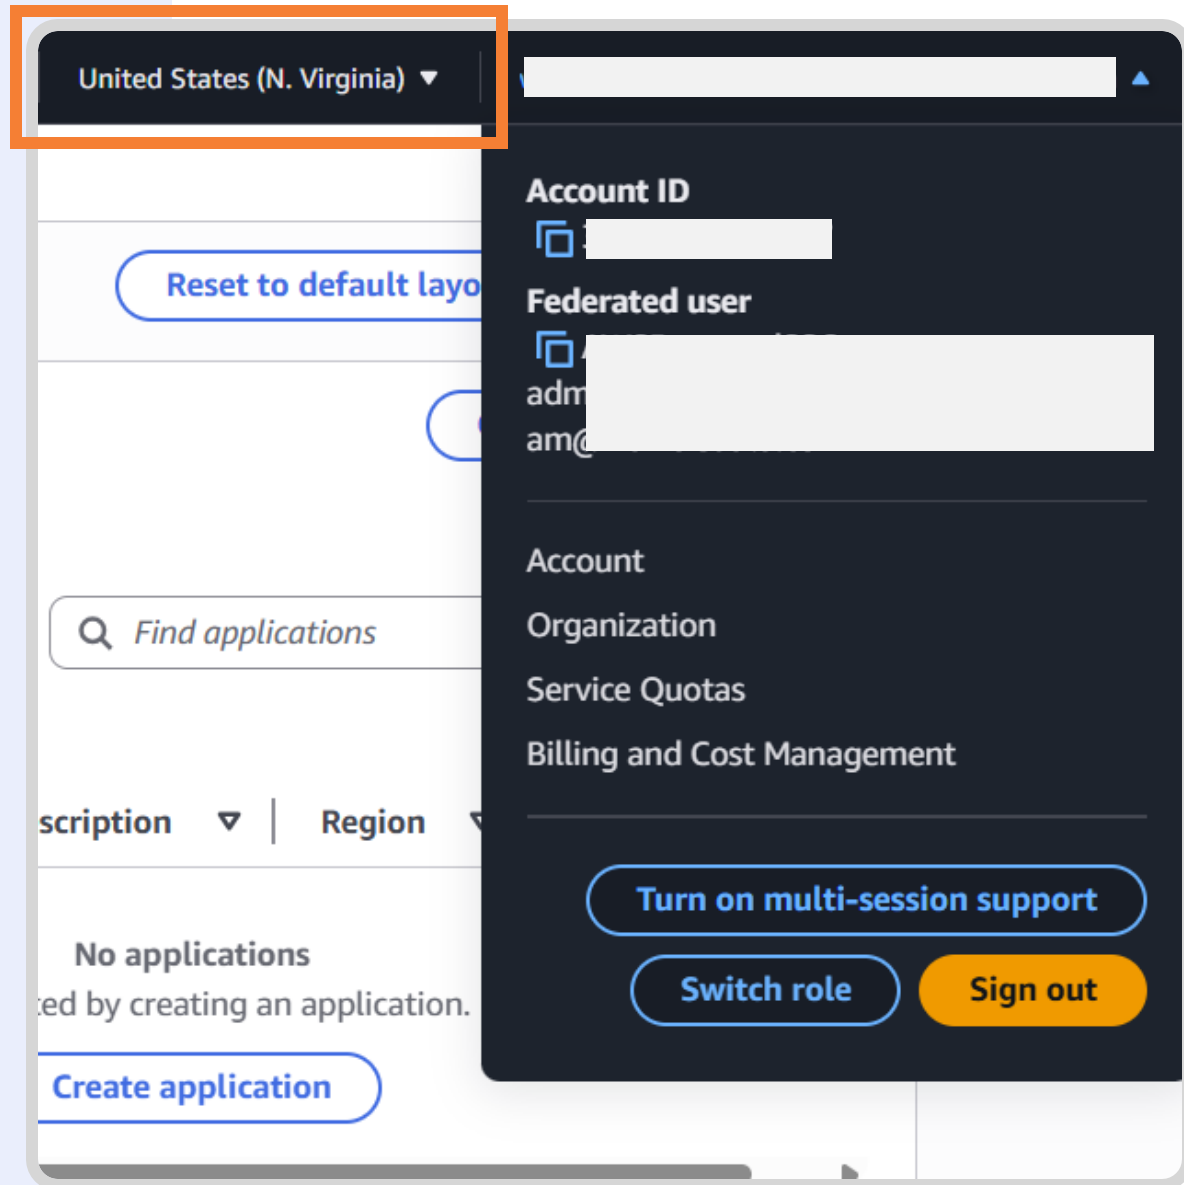 United States (N. Virginia)
Account ID
Federated user
adm
am@
Reset to default layo
Find applications
Account
Organization
Service Quotas
Billing and Cost Management
scription
Region
No applications
ted by creating an application.
Create application
Turn on multi-session support
Switch role
Sign out